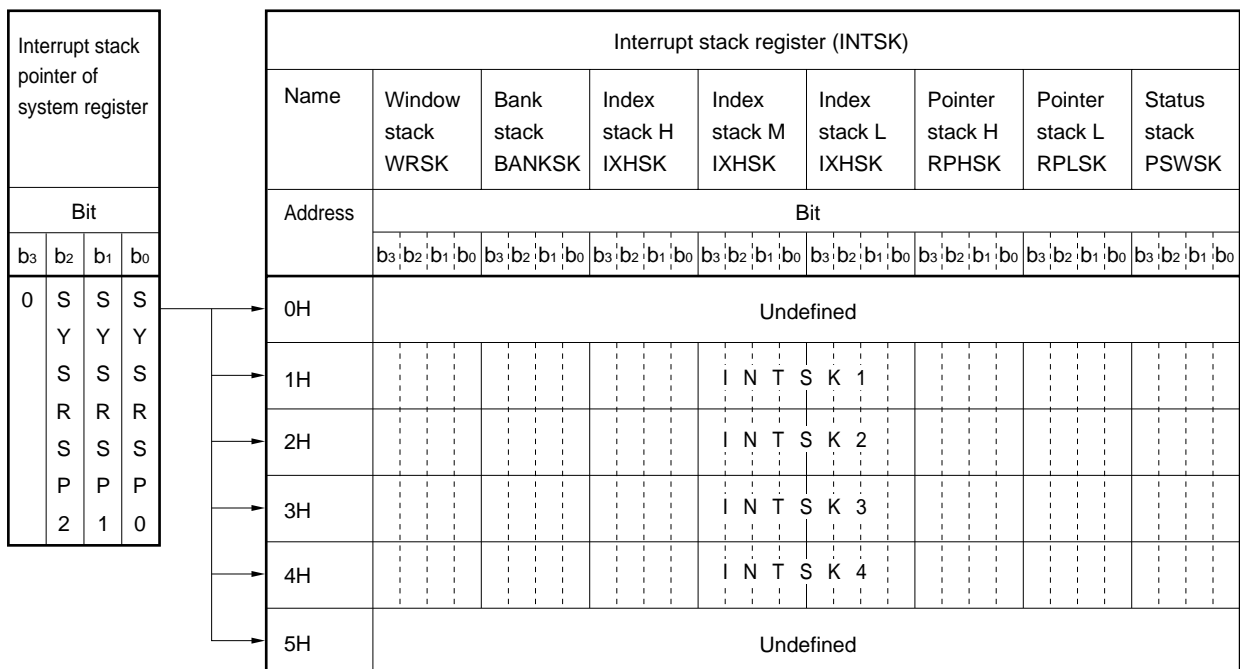 Interrupt stack
pointer of
system register
Bit
b3 b2 b1 b0
0 S S S
Y Y Y
S S S
R R R
S S S
P P P
2 1 0
Interrupt stack register (INTSK)
Name
Window
stack
WRSK
Bank
stack
BANKSK
Index
stack H
IXHSK
Index
stack M
IXHSK
Index
stack L
IXHSK
Pointer
stack H
RPHSK
Pointer
stack L
RPLSK
Status
stack
PSWSK
Address
Bit
b3 b2 b1 b0 b3 b2 b1 b0 b3 b2 b1 b0 b3 b2 b1 b0 b3 b2 b1 b0 b3 b2 b1 b0 b3 b2 b1 b0 b3 b2 b1 b0
0H Undefined
1H I N T S K 1
2H I N T S K 2
3H I N T S K 3
4H I N T S K 4
5H Undefined